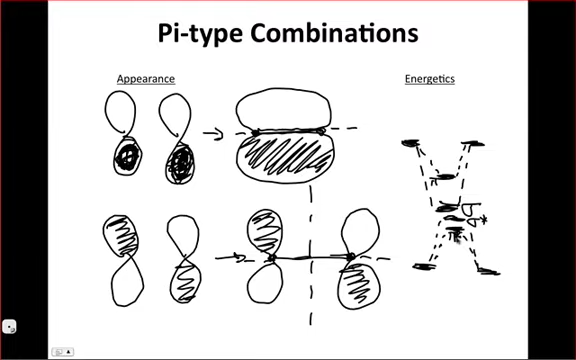 Pi-type Combinations
Appearance
Energetics
π
π*